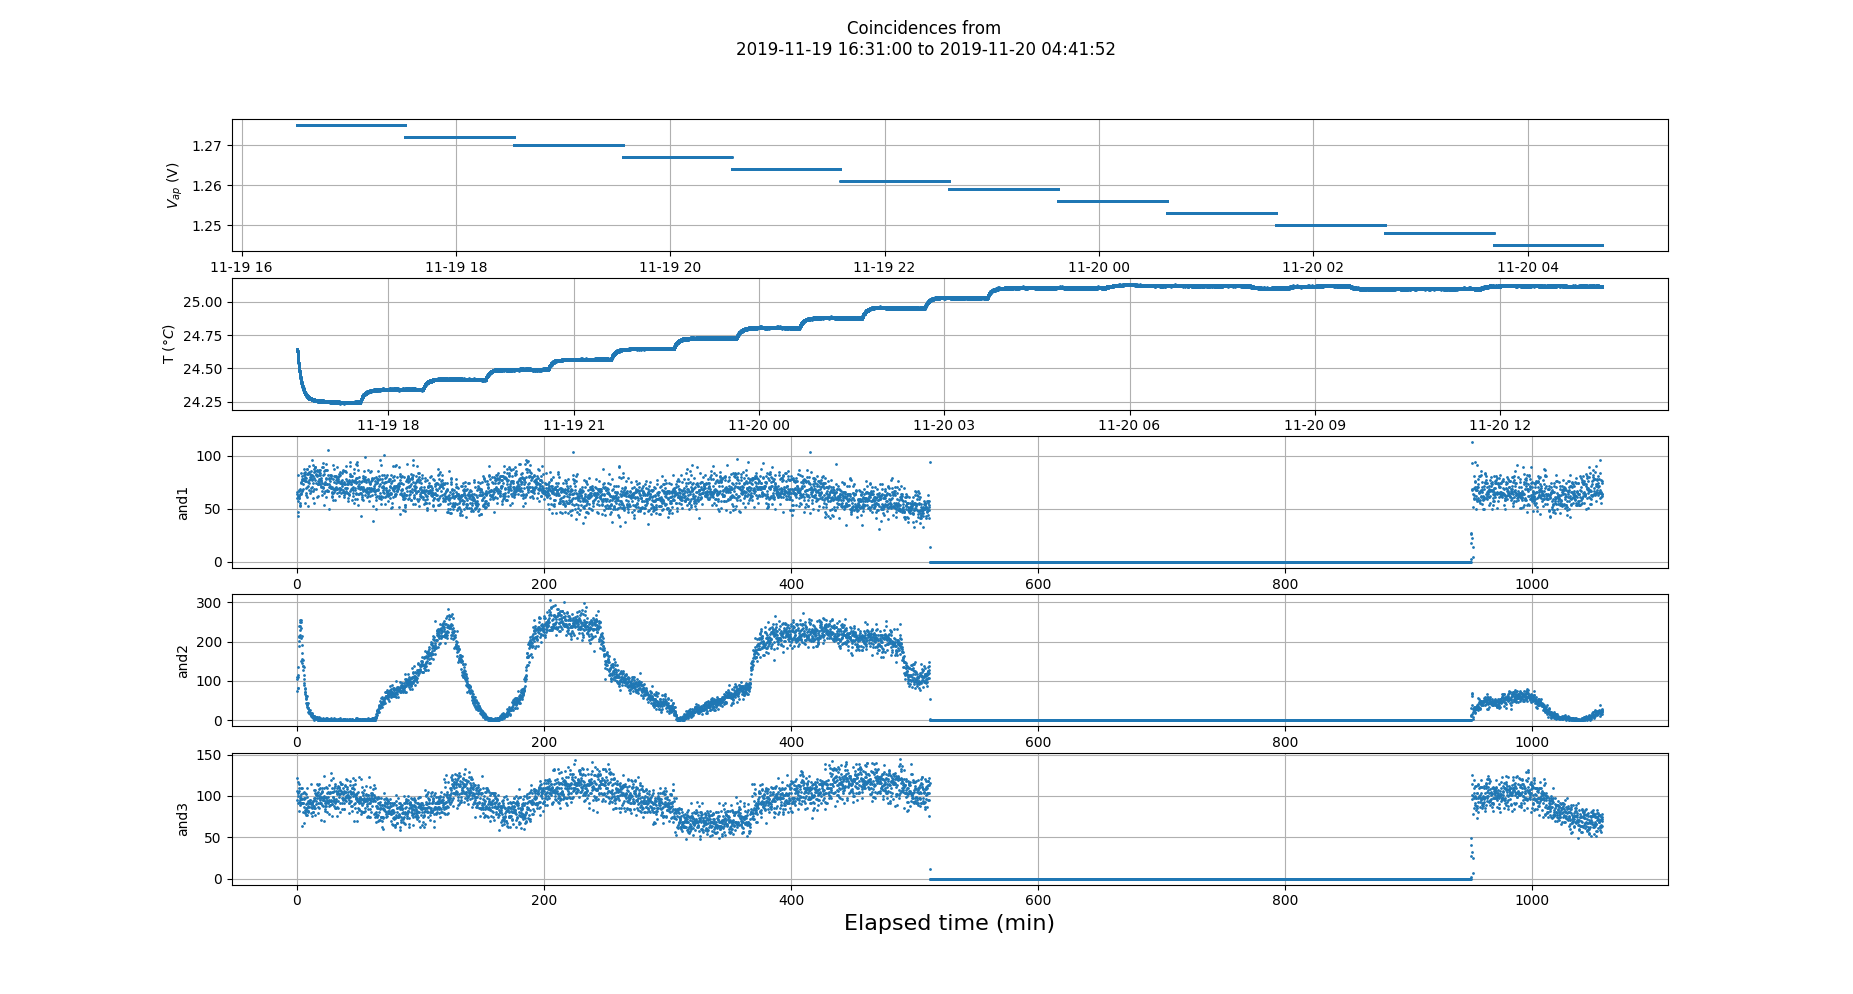 Coincidences from
2019-11-19 16:31:00 to 2019-11-20 04:41:52
V_ap (V)
1.27
1.26
1.25
11-19 16 11-19 18 11-19 20 11-19 22 11-20 00 11-20 02 11-20 04
T (°C)
25.00
24.75
24.50
24.25
11-19 18 11-19 21 11-20 00 11-20 03 11-20 06 11-20 09 11-20 12
and1
100
50
0
0 200 400 600 800 1000
and2
300
200
100
0
0 200 400 600 800 1000
and3
150
100
50
0
0 200 400 600 800 1000
Elapsed time (min)